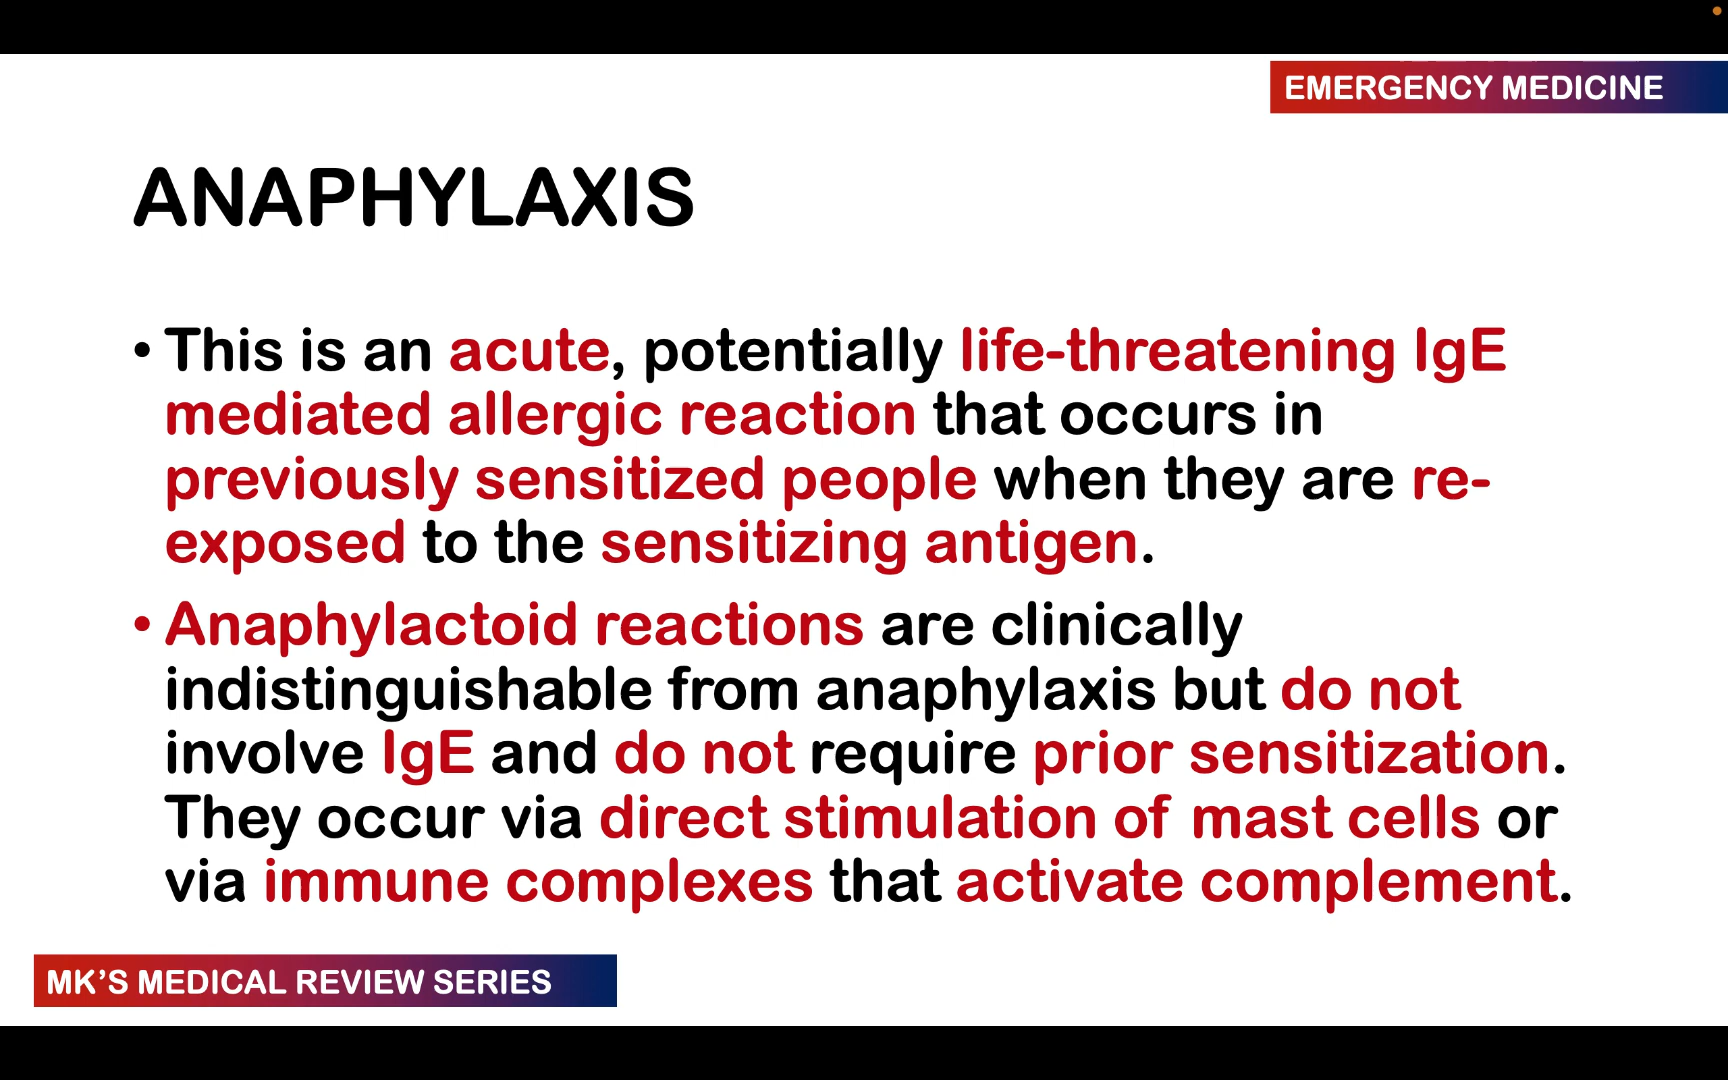 EMERGENCY MEDICINE
ANAPHYLAXIS
• This is an acute, potentially life-threatening IgE
mediated allergic reaction that occurs in
previously sensitized people when they are re-
exposed to the sensitizing antigen.
• Anaphylactoid reactions are clinically
indistinguishable from anaphylaxis but do not
involve IgE and do not require prior sensitization.
They occur via direct stimulation of mast cells or
via immune complexes that activate complement.
MK’S MEDICAL REVIEW SERIES